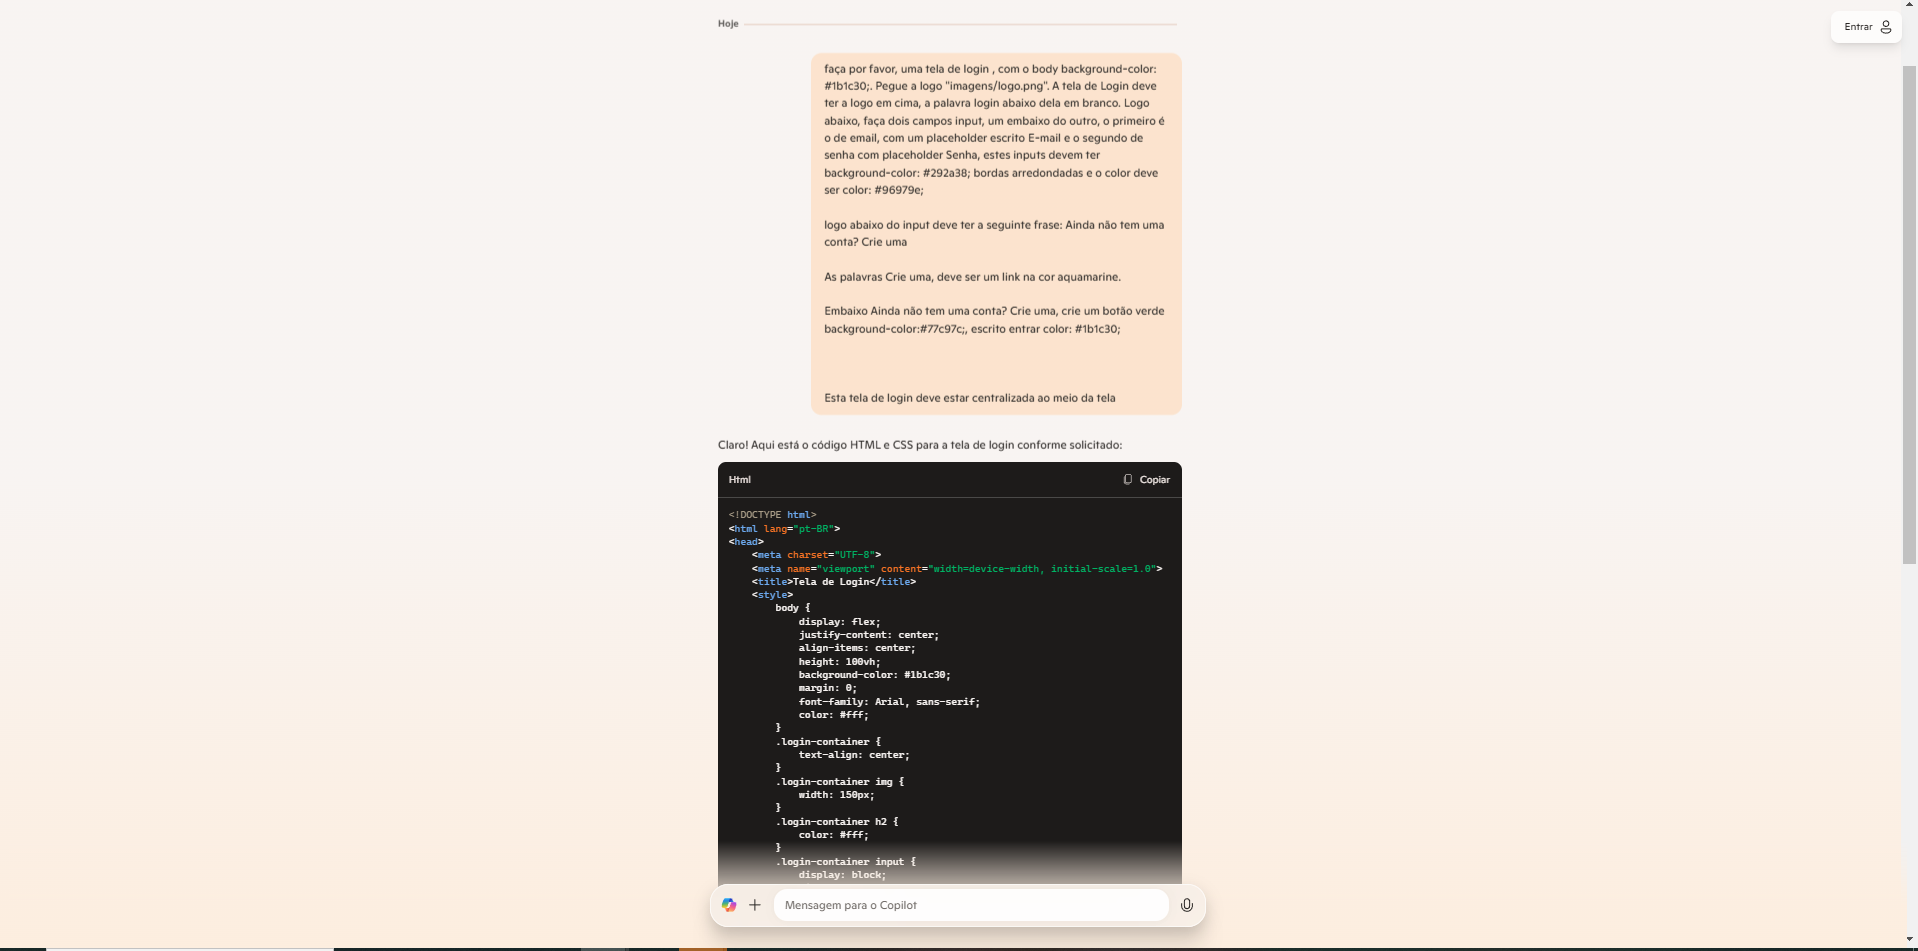 Hoje
Entrar
faça por favor, uma tela de login , com o body background-color:
#1b1c30;. Pegue a logo "imagens/logo.png". A tela de Login deve
ter a logo em cima, a palavra login abaixo dela em branco. Logo
abaixo, faça dois campos input, um embaixo do outro, o primeiro é
o de email, com um placeholder escrito E-mail e o segundo de
senha com placeholder Senha, estes inputs devem ter
background-color: #292a38; bordas arredondadas e o color deve
ser color: #96979e;
logo abaixo do input deve ter a seguinte frase: Ainda não tem uma
conta? Crie uma
As palavras Crie uma, deve ser um link na cor aquamarine.
Embaixo Ainda não tem uma conta? Crie uma, crie um botão verde
background-color:#77c97c;, escrito entrar color: #1b1c30;
Esta tela de login deve estar centralizada ao meio da tela
Claro! Aqui está o código HTML e CSS para a tela de login conforme solicitado:
Html
Copiar
<!DOCTYPE html>
<html lang="pt-BR">
<head>
    <meta charset="UTF-8">
    <meta name="viewport" content="width=device-width, initial-scale=1.0">
    <title>Tela de Login</title>
    <style>
        body {
            display: flex;
            justify-content: center;
            align-items: center;
            height: 100vh;
            background-color: #1b1c30;
            margin: 0;
            font-family: Arial, sans-serif;
            color: #fff;
        }
        .login-container {
            text-align: center;
        }
        .login-container img {
            width: 150px;
        }
        .login-container h2 {
            color: #fff;
        }
        .login-container input {
            display: block;
Mensagem para o Copilot